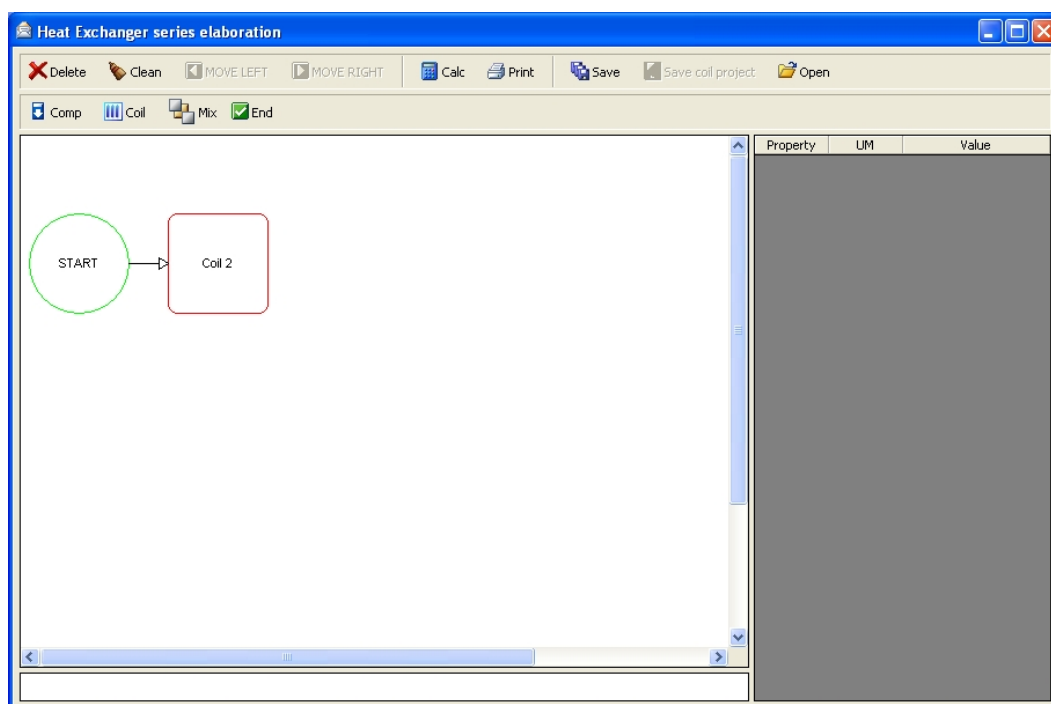 Heat Exchanger series elaboration
Delete Clean MOVE LEFT MOVE RIGHT Calc Print Save Save coil project Open
Comp Coil Mix End
Property UM Value
START Coil 2